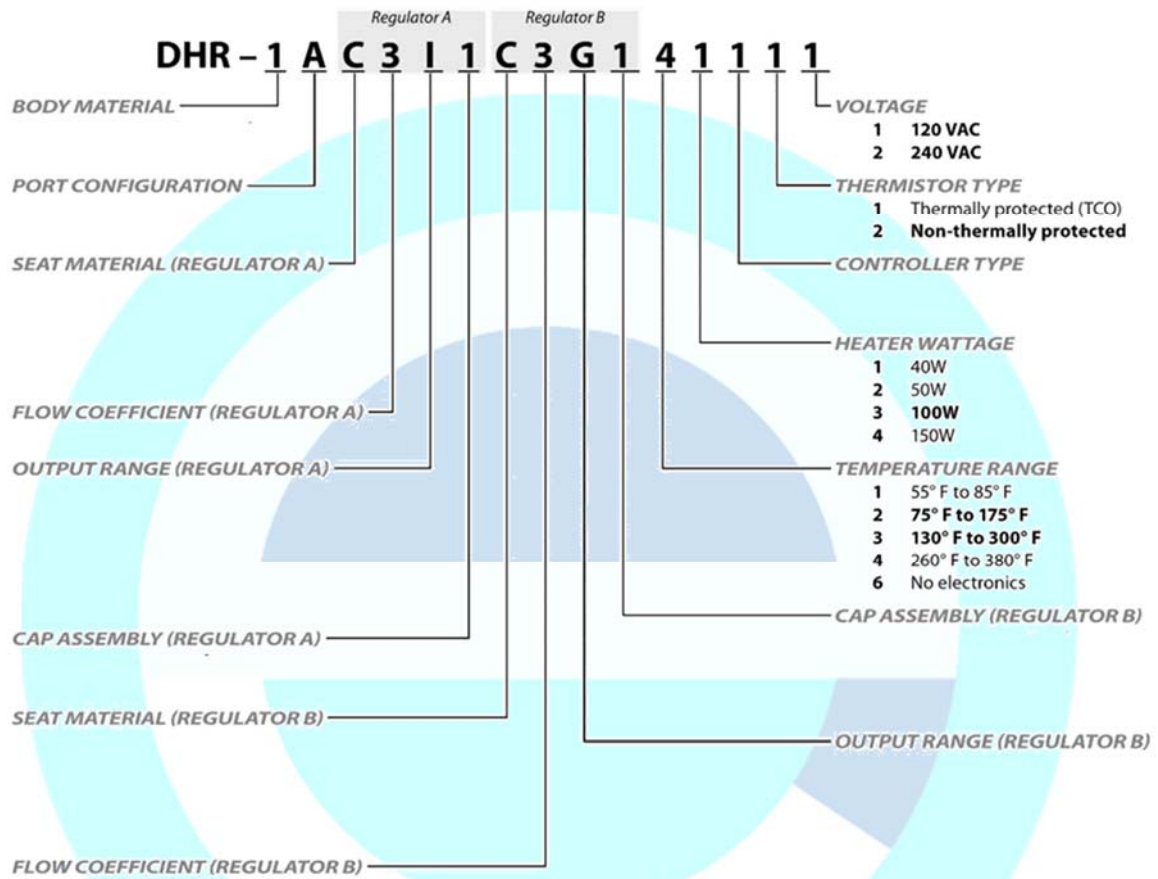 Regulator A Regulator B
DHR – 1 A C 3 I 1 C 3 G 1 4 1 1 1 1
BODY MATERIAL
VOLTAGE
1 120 VAC
2 240 VAC
PORT CONFIGURATION
THERMISTOR TYPE
1 Thermally protected (TCO)
2 Non-thermally protected
SEAT MATERIAL (REGULATOR A)
CONTROLLER TYPE
HEATER WATTAGE
1 40W
2 50W
3 100W
4 150W
FLOW COEFFICIENT (REGULATOR A)
OUTPUT RANGE (REGULATOR A)
TEMPERATURE RANGE
1 55° F to 85° F
2 75° F to 175° F
3 130° F to 300° F
4 260° F to 380° F
6 No electronics
CAP ASSEMBLY (REGULATOR B)
CAP ASSEMBLY (REGULATOR A)
SEAT MATERIAL (REGULATOR B)
OUTPUT RANGE (REGULATOR B)
FLOW COEFFICIENT (REGULATOR B)